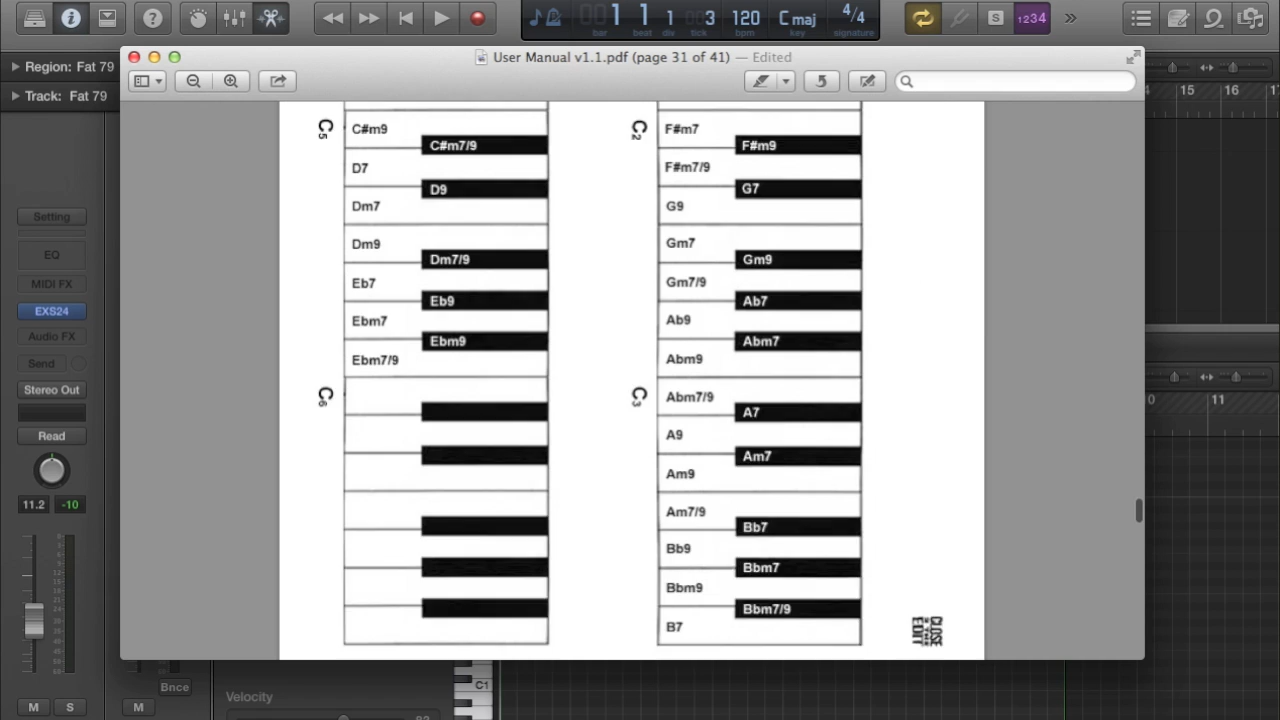 1 1 1 3 120 C maj 4/4
bar beat div tick bpm key signature
S 1234
User Manual v1.1.pdf (page 31 of 41) — Edited
Region: Fat 79
Track: Fat 79
15 16 17
Setting
EQ
MIDI FX
EXS24
Audio FX
Send
Stereo Out
Read
11.2 -10
M S
Bnce
M
C5
C#m9
C#m7/9
D7
D9
Dm7
Dm9
Dm7/9
Eb7
Eb9
Ebm7
Ebm9
Ebm7/9
C6
C2
F#m7
F#m9
F#m7/9
G7
G9
Gm7
Gm9
Gm7/9
Ab7
Ab9
Abm7
Abm9
C3
Abm7/9
A7
A9
Am7
Am9
Am7/9
Bb7
Bb9
Bbm7
Bbm9
Bbm7/9
B7
CLOSE
EDIT
11
Velocity
C1